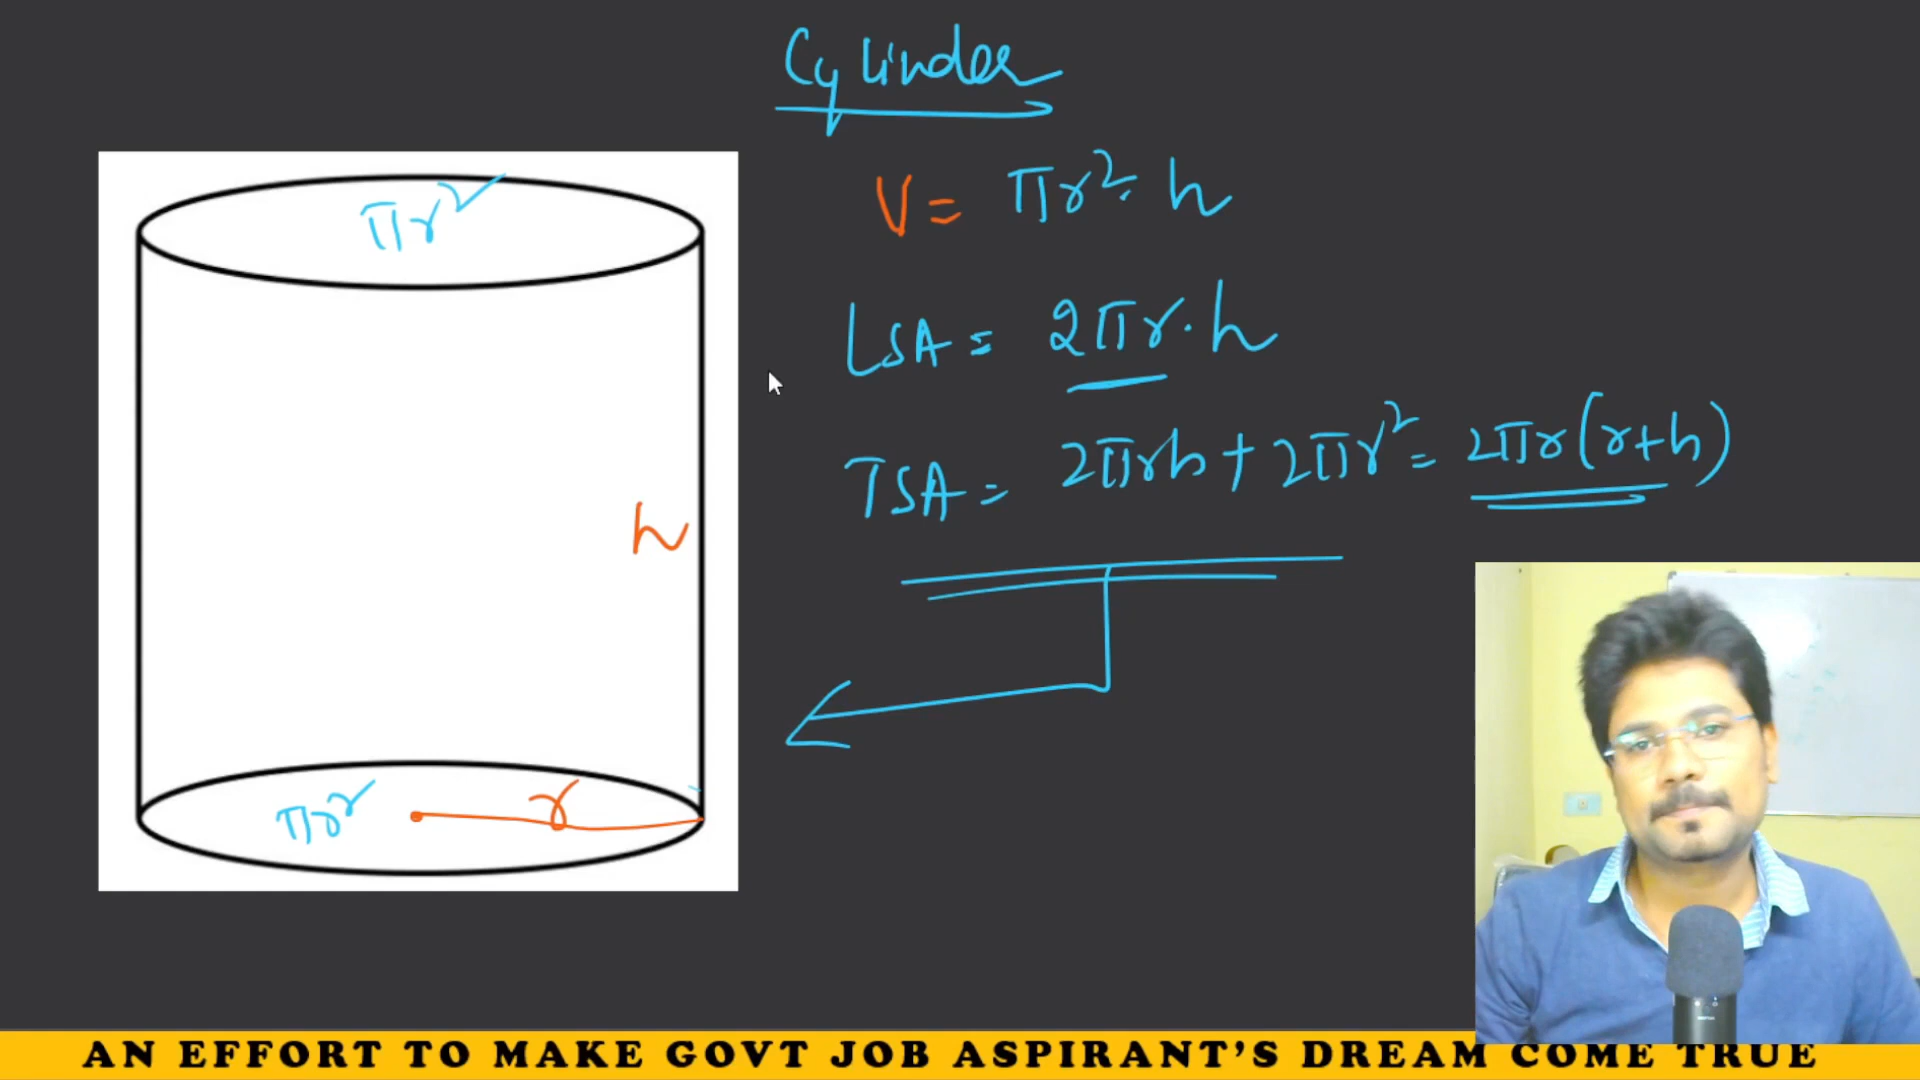 Cylinder
πr²
V = πr². h
LSA = 2πr. h
TSA = 2πrh + 2πr² = 2πr(r+h)
h
πr²
r
AN EFFORT TO MAKE GOVT JOB ASPIRANT'S DREAM COME TRUE